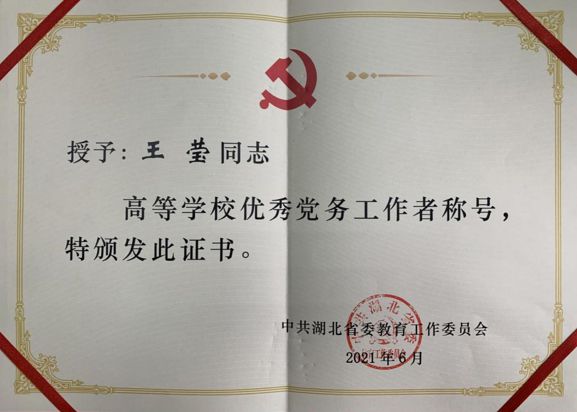 授予：王 莹 同志
高等学校优秀党务工作者称号，
特颁发此证书。
中共湖北省委教育工作委员会
2021年6月